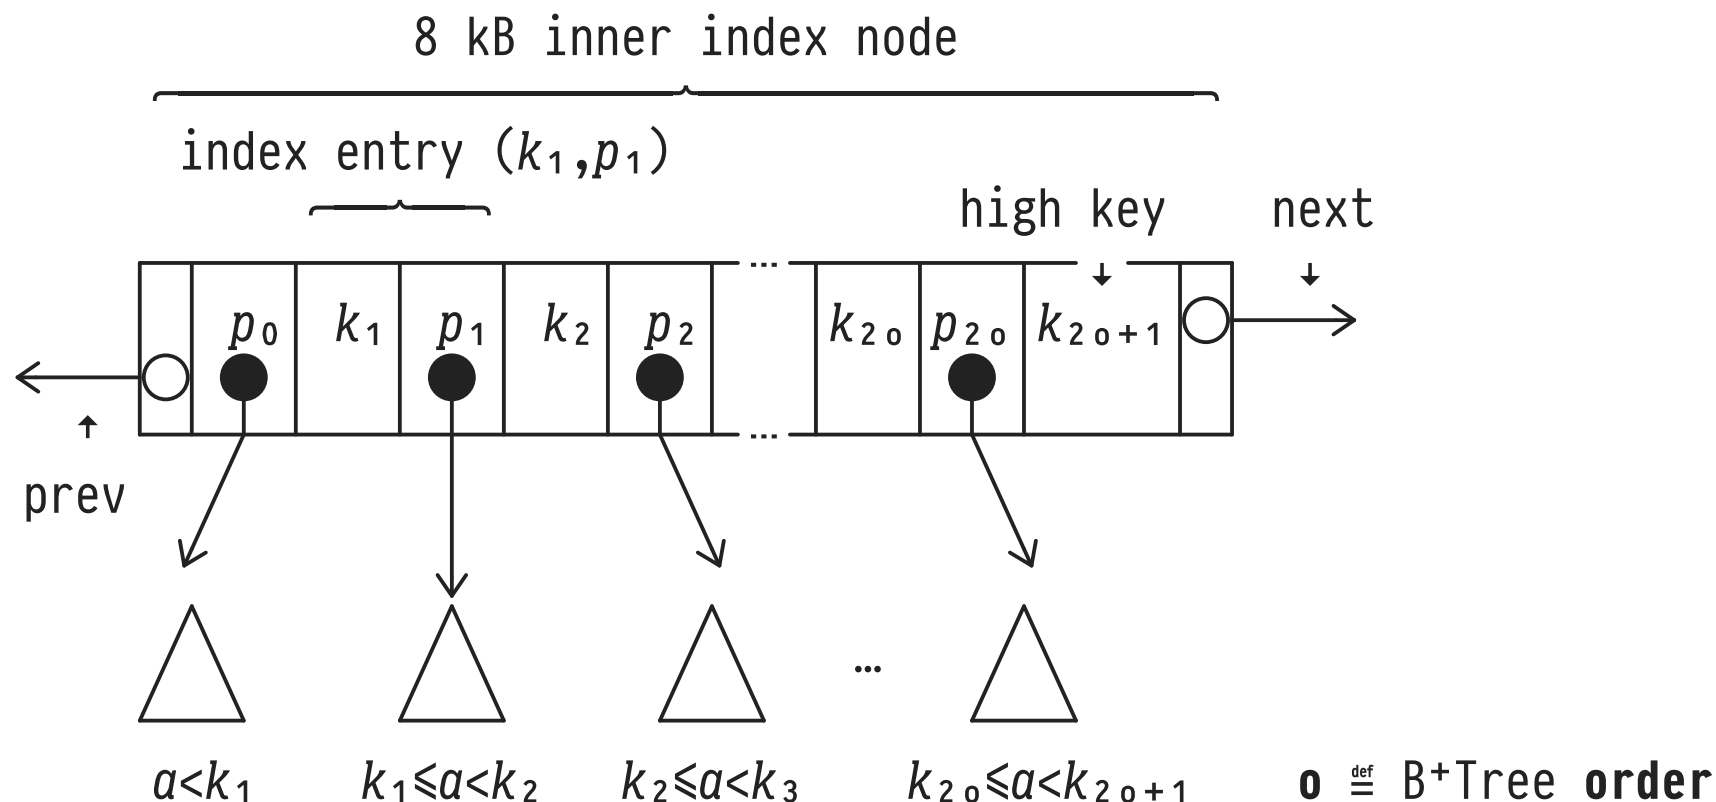 8 kB inner index node
index entry (k₁,p₁)
high key next
...
p₀ k₁ p₁ k₂ p₂ k₂ₒ p₂ₒ k₂ₒ₊₁
...
prev
...
a<k₁ k₁⩽a<k₂ k₂⩽a<k₃ k₂ₒ⩽a<k₂ₒ₊₁ o ≝ B⁺Tree order